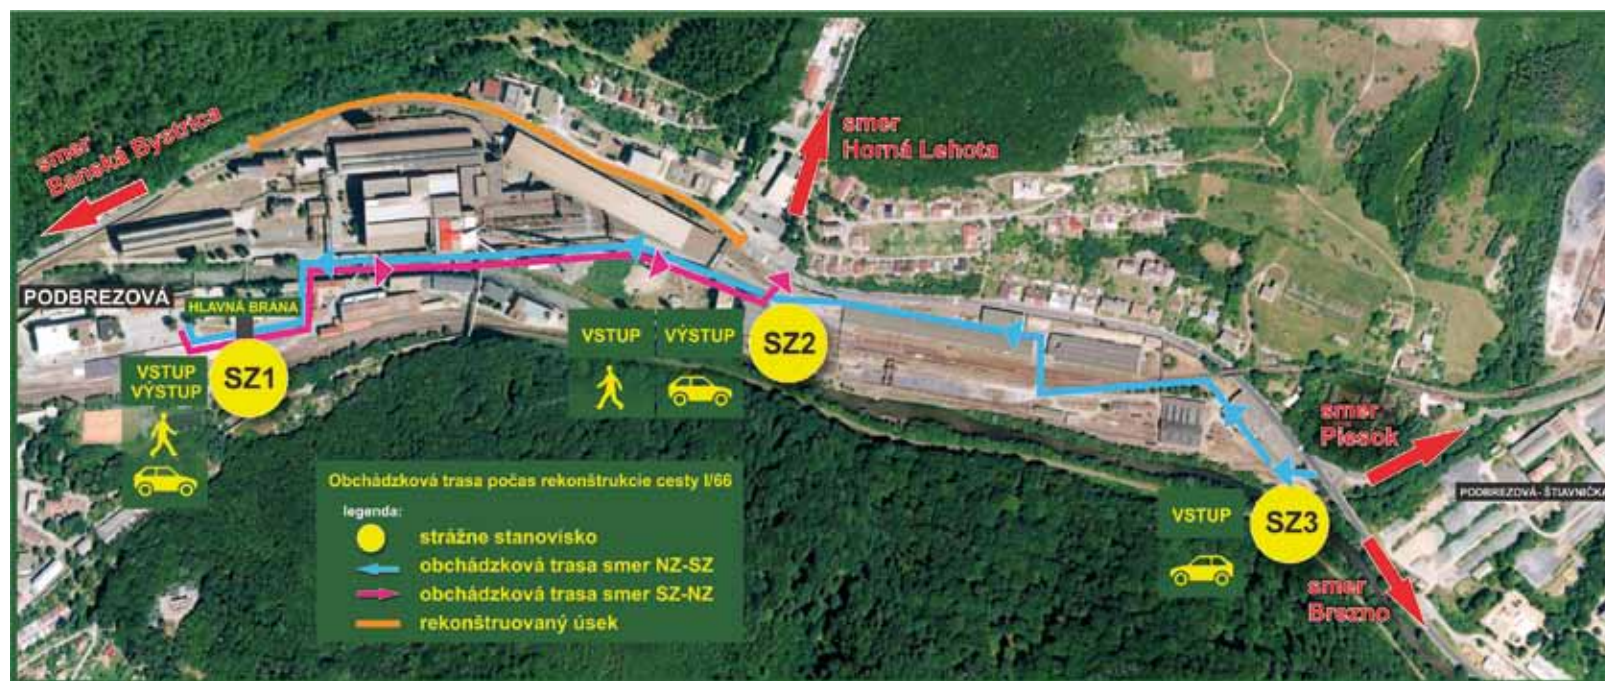 smer
Banská Bystrica
smer
Horná Lehota
PODBREZOVÁ
HLAVNÁ BRÁNA
VSTUP
VÝSTUP
SZ1
VSTUP
VÝSTUP
SZ2
smer
Piesok
PODBREZOVÁ - ŠTIAVNIČKA
VSTUP
SZ3
smer
Brezno
Obchádzková trasa počas rekonštrukcie cesty I/66
legenda:
strážne stanovisko
obchádzková trasa smer NZ-SZ
obchádzková trasa smer SZ-NZ
rekonštruovaný úsek